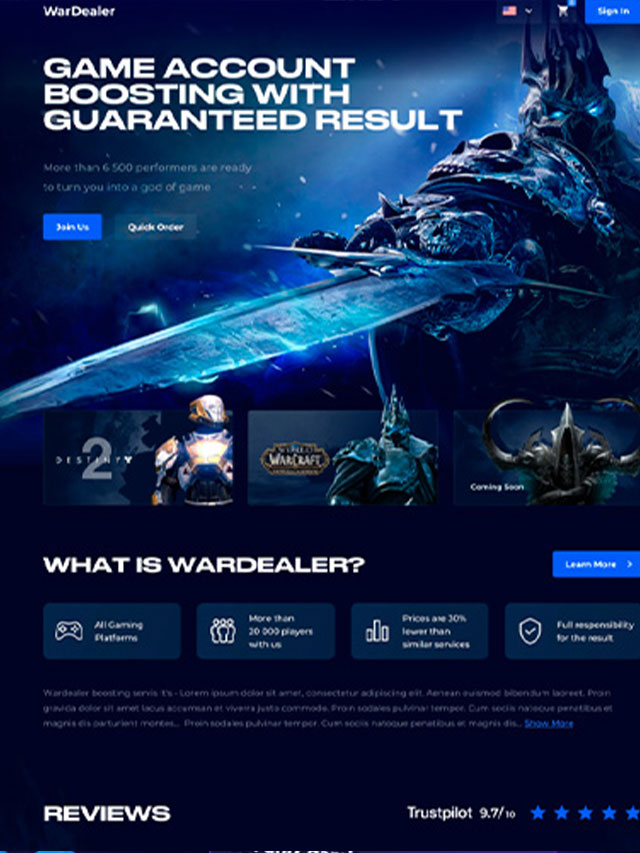 WarDealer
Sign In
GAME ACCOUNT
BOOSTING WITH
GUARANTEED RESULT
More than 6 500 performers are ready
to turn you into a god of game
Join Us
Quick Order
DESTINY
2
WORLD
WARCRAFT
Coming Soon
WHAT IS WARDEALER?
Learn More
All Gaming
Platforms
More than
20 000 players
with us
Prices are 30%
lower than
similar services
Full responsibility
for the result
Wardealer boosting servis It's - Lorem ipsum dolor sit amet, consectetur adipiscing elit. Aenean euismod bibendum laoreet. Proin
gravida dolor sit amet lacus accumsan et viverra justo commodo. Proin sodales pulvinar tempor. Cum sociis natoque penatibus et
magnis dis parturient montes... Proin sodales pulvinar tempor. Cum sociis natoque penatibus et magnis dis... Show More
REVIEWS
Trustpilot 9.7/10